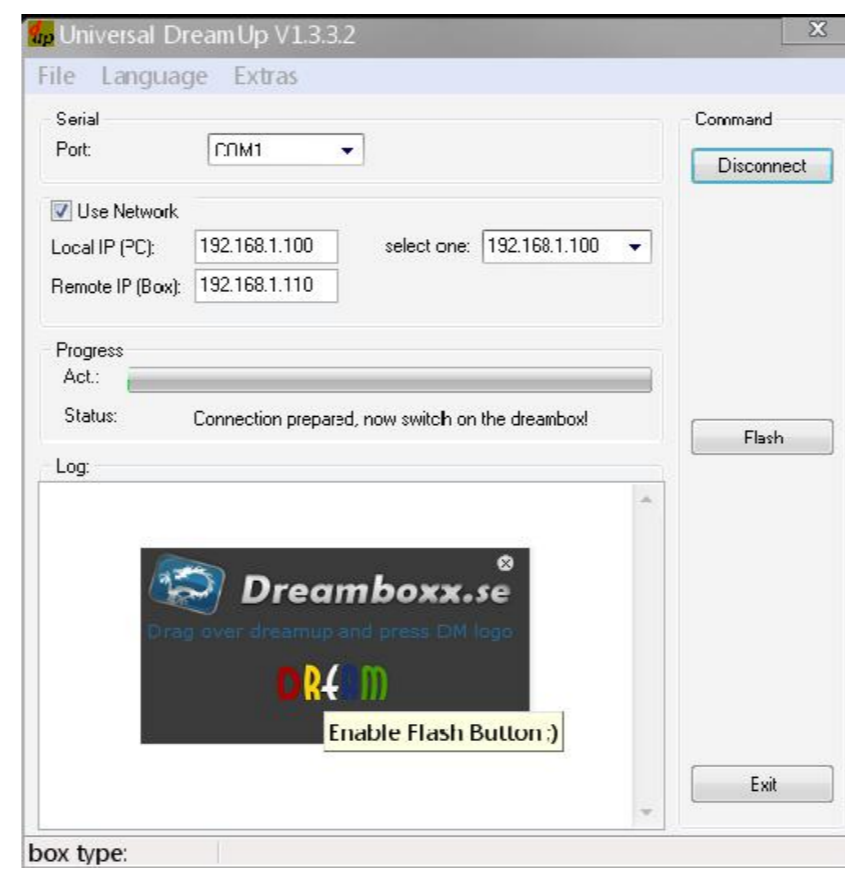 up Universal DreamUp V1.3.3.2 X
File Language Extras
Serial
Port: COM1
Use Network
Local IP (PC): 192.168.1.100 select one: 192.168.1.100
Remote IP (Box): 192.168.1.110
Progress
Act.:
Status: Connection prepared, now switch on the dreambox!
Log:
Dreamboxx.se
Drag over dreamup and press DM logo
DREAM
Enable Flash Button :)
box type:
Command
Disconnect
Flash
Exit